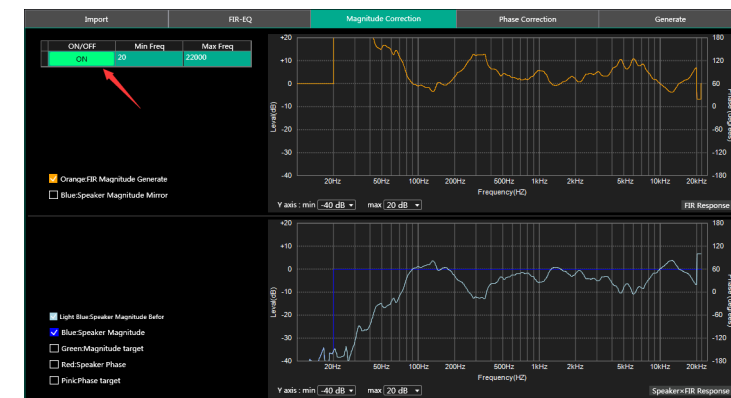 Import FIR-EQ Magnitude Correction Phase Correction Generate
ON/OFF Min Freq Max Freq
ON 20 22000
Orange:FIR Magnitude Generate
Blue:Speaker Magnitude Mirror
+20
+10
0
-10
-20
-30
-40
Leval(dB)
180
120
60
0
-60
-120
-180
Phase (degrees)
20Hz 50Hz 100Hz 200Hz 500Hz 1kHz 2kHz 5kHz 10kHz 20kHz
Frequency(HZ)
Y axis : min -40 dB max 20 dB FIR Response
Light Blue:Speaker Magnitude Befor
Blue:Speaker Magnitude
Green:Magnitude target
Red:Speaker Phase
Pink:Phase target
+20
+10
0
-10
-20
-30
-40
Leval(dB)
180
120
60
0
-60
-120
-180
Phase (degrees)
20Hz 50Hz 100Hz 200Hz 500Hz 1kHz 2kHz 5kHz 10kHz 20kHz
Frequency(HZ)
Y axis : min -40 dB max 20 dB Speaker×FIR Response